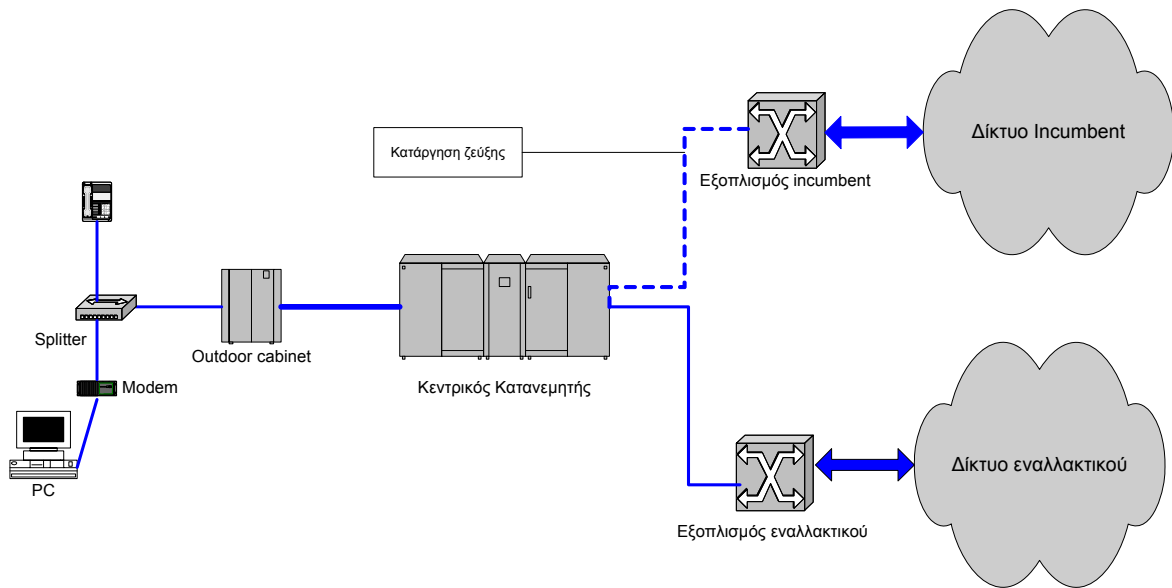 Δίκτυο Incumbent
Κατάργηση ζεύξης
Εξοπλισμός incumbent
Splitter
Outdoor cabinet
Κεντρικός Κατανεμητής
Modem
PC
Δίκτυο εναλλακτικού
Εξοπλισμός εναλλακτικού